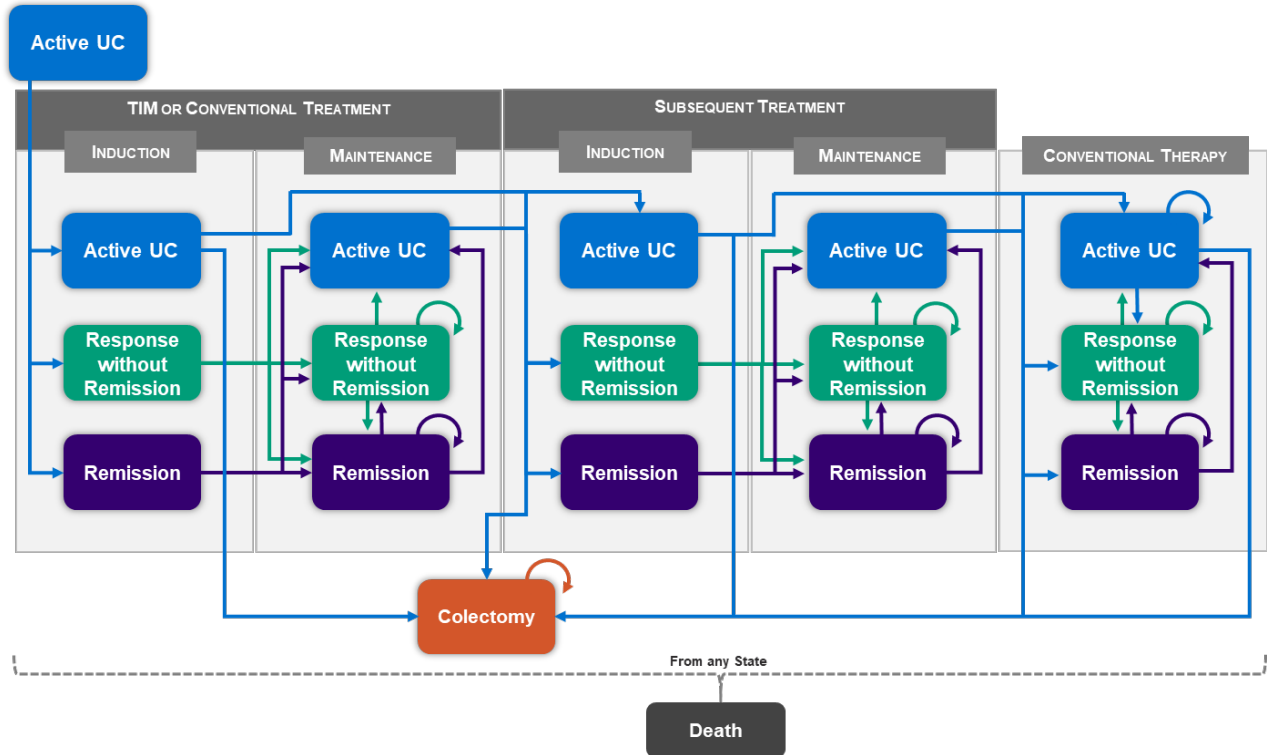 Active UC
TIM OR CONVENTIONAL TREATMENT
SUBSEQUENT TREATMENT
INDUCTION
MAINTENANCE
INDUCTION
MAINTENANCE
CONVENTIONAL THERAPY
Active UC
Active UC
Active UC
Active UC
Active UC
Response
without
Remission
Response
without
Remission
Response
without
Remission
Response
without
Remission
Response
without
Remission
Remission
Remission
Remission
Remission
Remission
Colectomy
From any State
Death